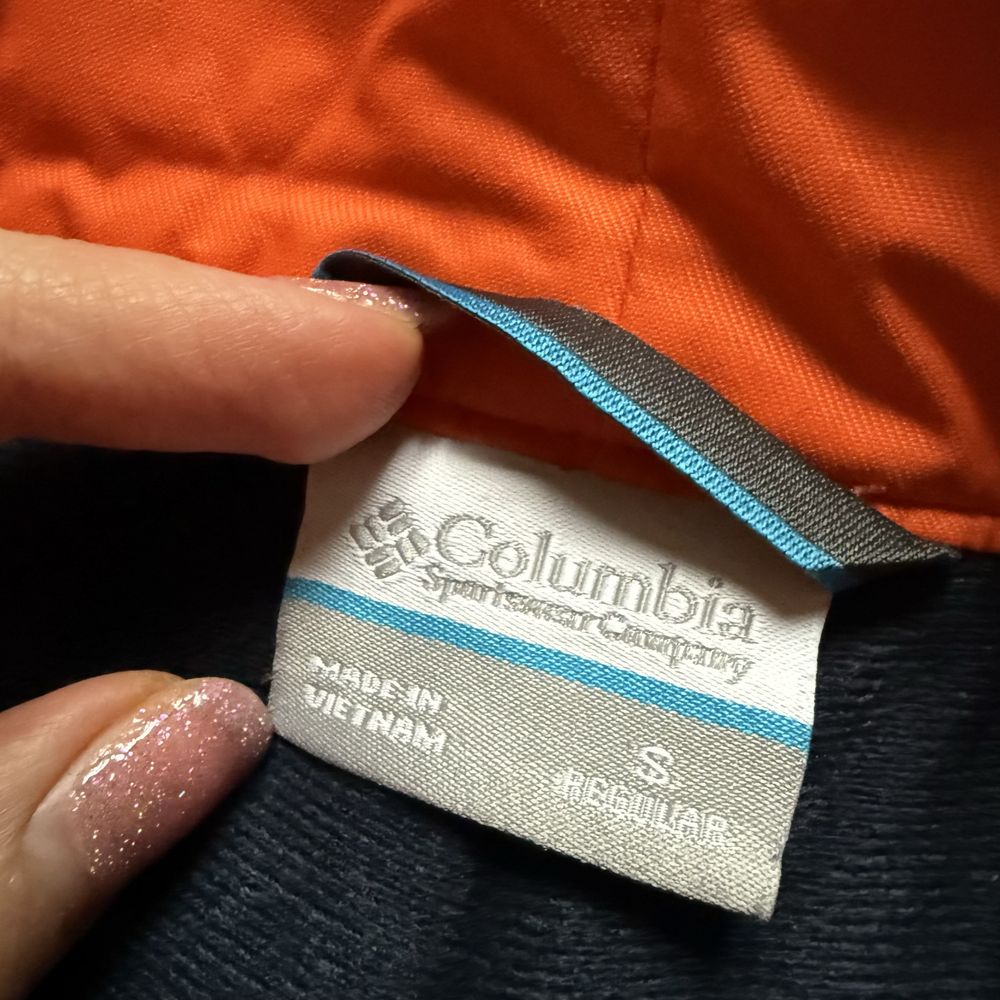 Columbia
Sportswear Company
MADE IN
VIETNAM
S
REGULAR